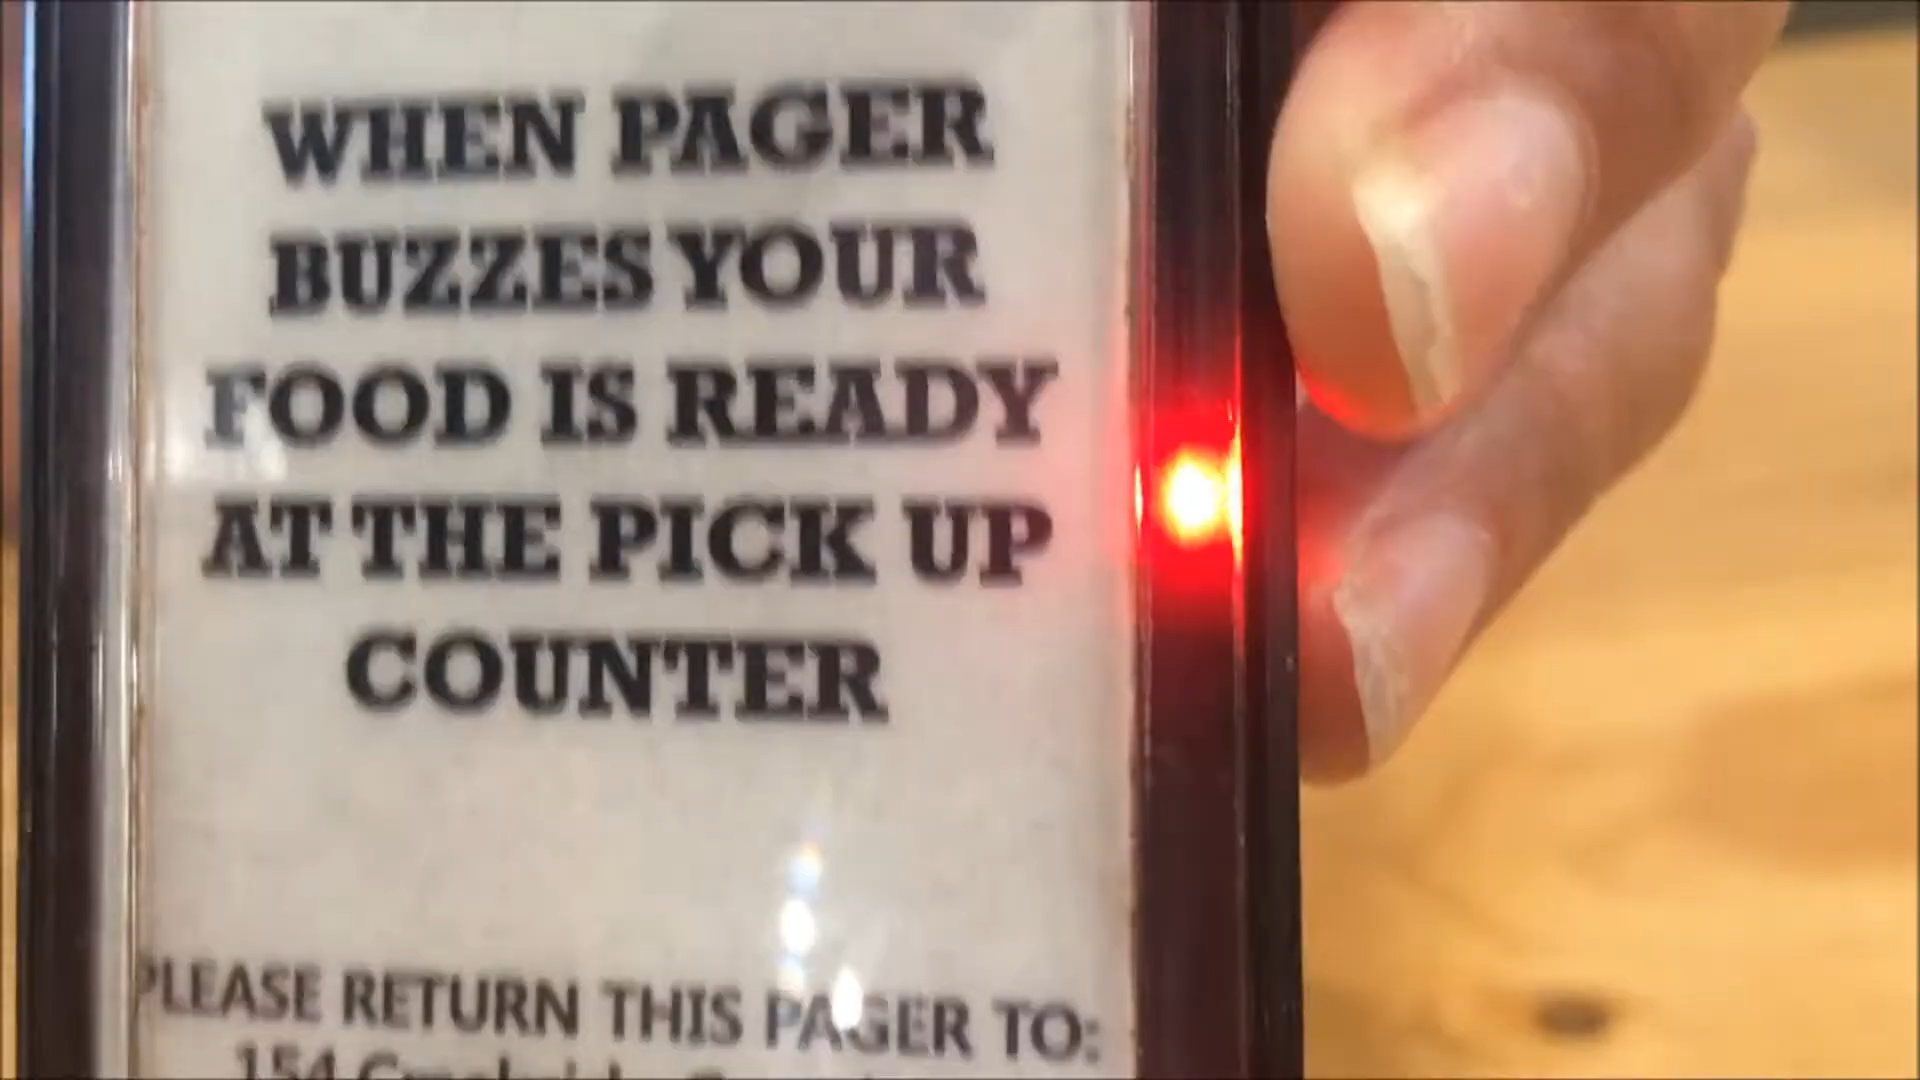 WHEN PAGER
BUZZES YOUR
FOOD IS READY
AT THE PICK UP
COUNTER
PLEASE RETURN THIS PAGER TO:
154